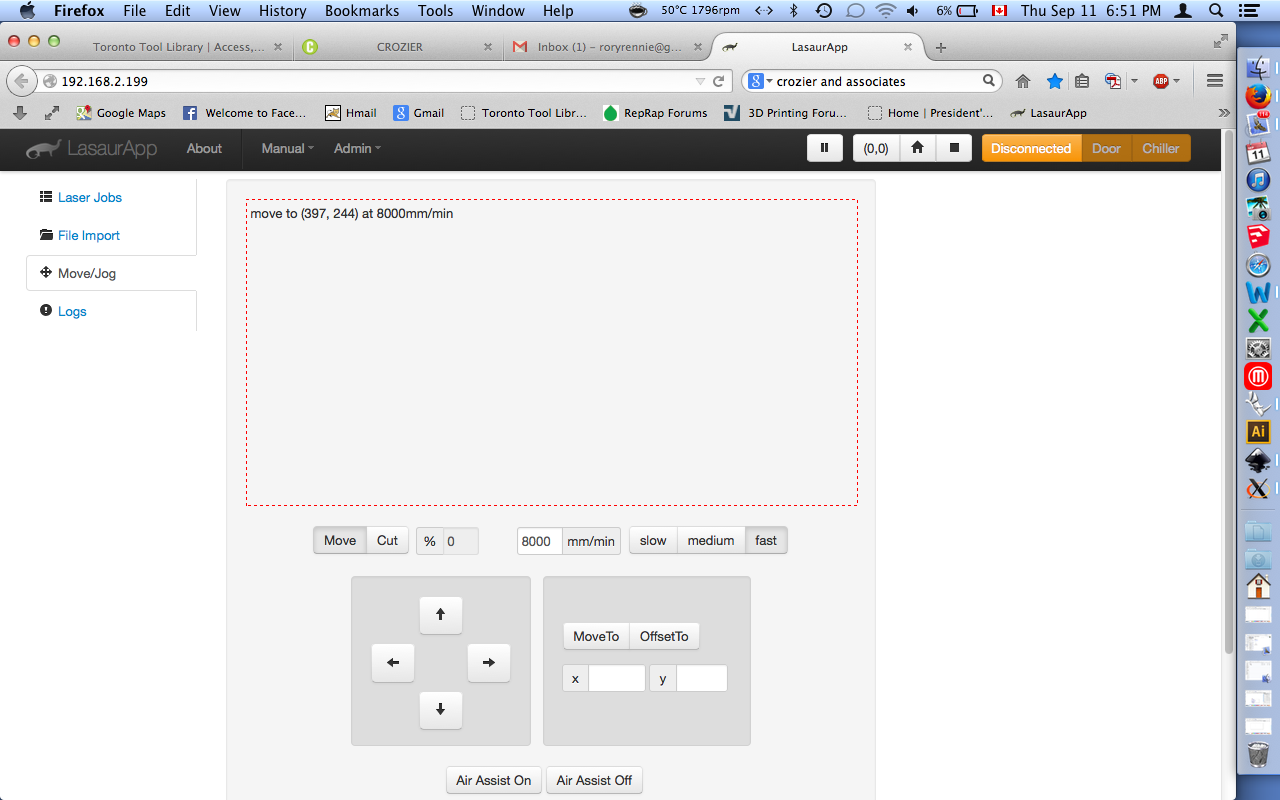 Firefox File Edit View History Bookmarks Tools Window Help 50°C 1796rpm 6% Thu Sep 11 6:51 PM
Toronto Tool Library | Access,... CROZIER Inbox (1) – roryrennie@g... LasaurApp
192.168.2.199 crozier and associates
Google Maps Welcome to Face... Hmail Gmail Toronto Tool Libr... RepRap Forums 3D Printing Foru... Home | President'... LasaurApp
LasaurApp About Manual Admin (0,0) Disconnected Door Chiller
Laser Jobs
File Import
Move/Jog
Logs
move to (397, 244) at 8000mm/min
Move Cut % 0 8000 mm/min slow medium fast
MoveTo OffsetTo
x y
Air Assist On Air Assist Off